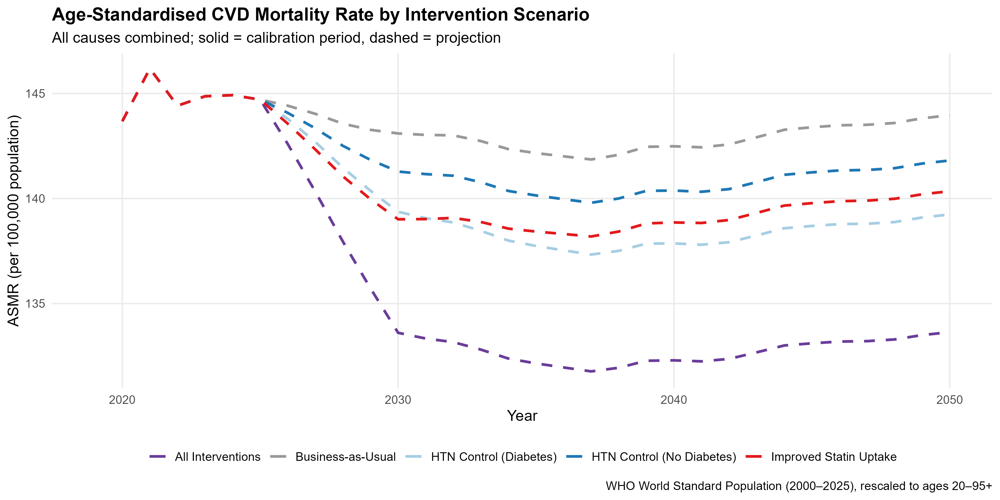 Age-Standardised CVD Mortality Rate by Intervention Scenario
All causes combined; solid = calibration period, dashed = projection
ASMR (per 100,000 population)
145
140
135
2020
2030
2040
2050
Year
All Interventions
Business-as-Usual
HTN Control (Diabetes)
HTN Control (No Diabetes)
Improved Statin Uptake
WHO World Standard Population (2000–2025), rescaled to ages 20–95+